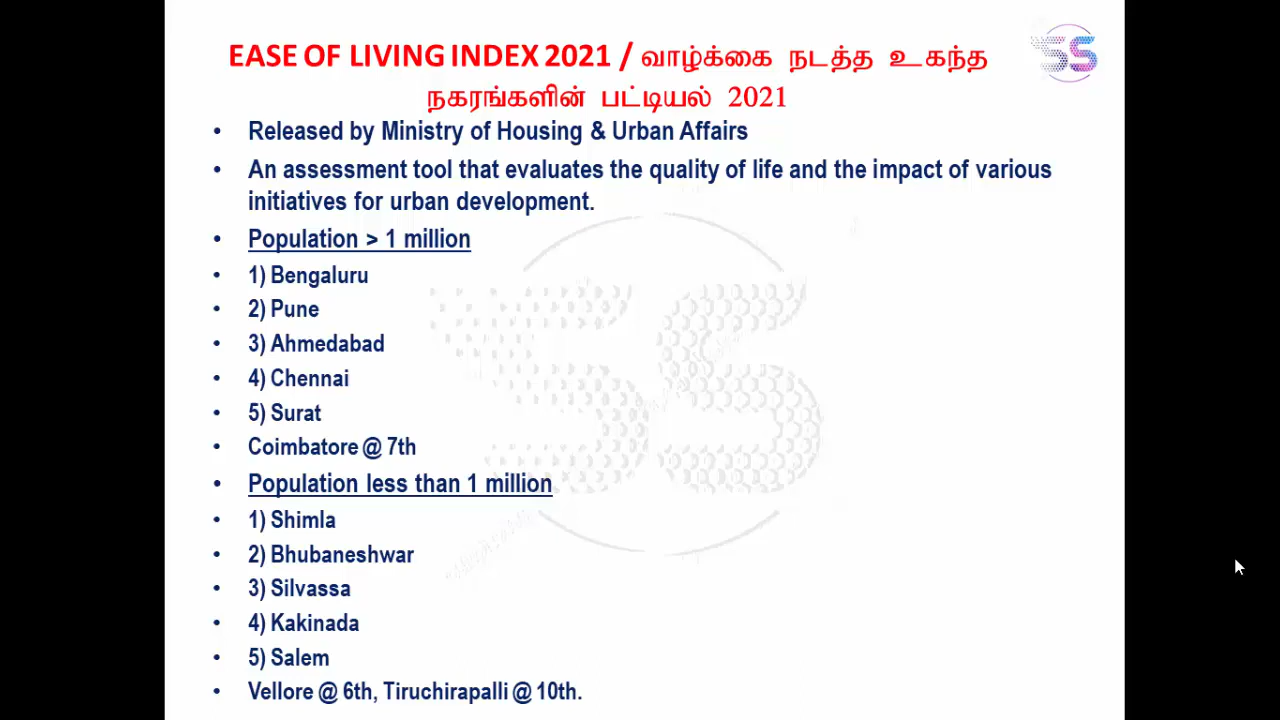 EASE OF LIVING INDEX 2021 / வாழ்க்கை நடத்த உகந்த
நகரங்களின் பட்டியல் 2021
SS
• Released by Ministry of Housing & Urban Affairs
• An assessment tool that evaluates the quality of life and the impact of various
initiatives for urban development.
• Population > 1 million
• 1) Bengaluru
• 2) Pune
• 3) Ahmedabad
• 4) Chennai
• 5) Surat
• Coimbatore @ 7th
• Population less than 1 million
• 1) Shimla
• 2) Bhubaneshwar
• 3) Silvassa
• 4) Kakinada
• 5) Salem
• Vellore @ 6th, Tiruchirapalli @ 10th.